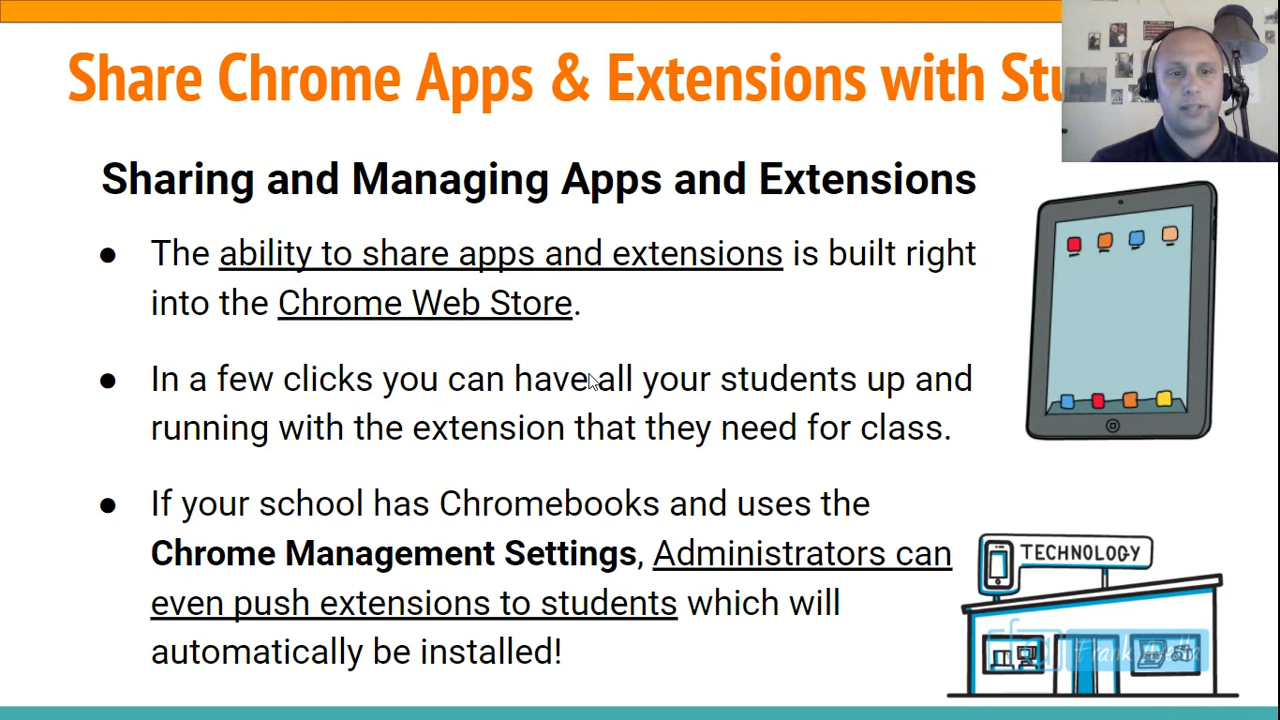 Share Chrome Apps & Extensions with Stu
Sharing and Managing Apps and Extensions
● The ability to share apps and extensions is built right
into the Chrome Web Store.
● In a few clicks you can have all your students up and
running with the extension that they need for class.
● If your school has Chromebooks and uses the
Chrome Management Settings, Administrators can
even push extensions to students which will
automatically be installed!
TECHNOLOGY